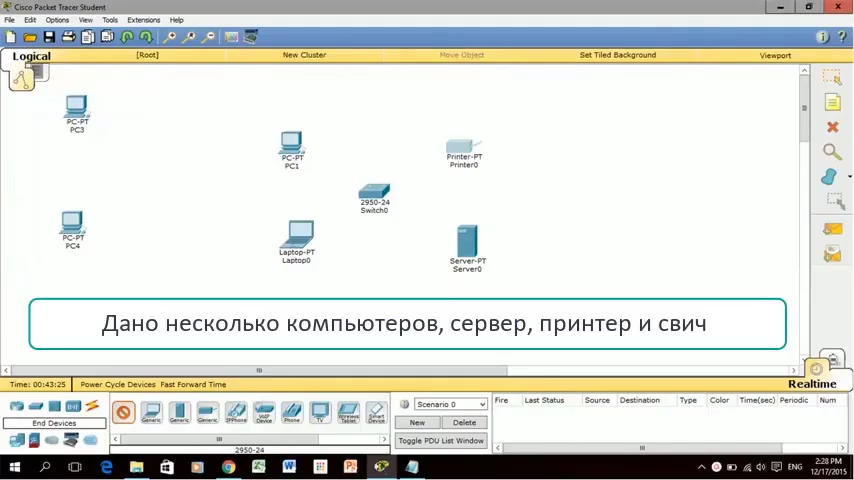 Cisco Packet Tracer Student
File Edit Options View Tools Extensions Help
Logical [Root] New Cluster Move Object Set Tiled Background Viewport
PC-PT
PC3
PC-PT
PC1
Printer-PT
Printer0
2950-24
Switch0
PC-PT
PC4
Laptop-PT
Laptop0
Server-PT
Server0
Дано несколько компьютеров, сервер, принтер и свич
Time: 00:43:25 Power Cycle Devices Fast Forward Time
Realtime
End Devices
Generic Generic Generic IPPhone VoIP Device Phone TV Wireless Tablet Smart Device
2950-24
Scenario 0
New Delete
Toggle PDU List Window
Fire Last Status Source Destination Type Color Time(sec) Periodic Num
ENG
2:28 PM
12/17/2015